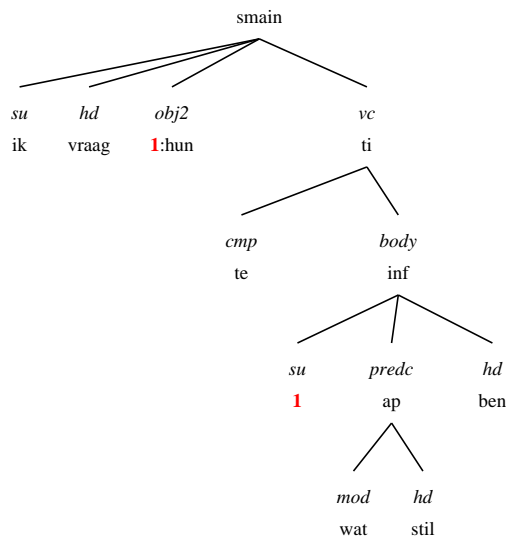 smain
su hd obj2 vc
ik vraag 1:hun ti
cmp body
te inf
su predc hd
1 ap ben
mod hd
wat stil